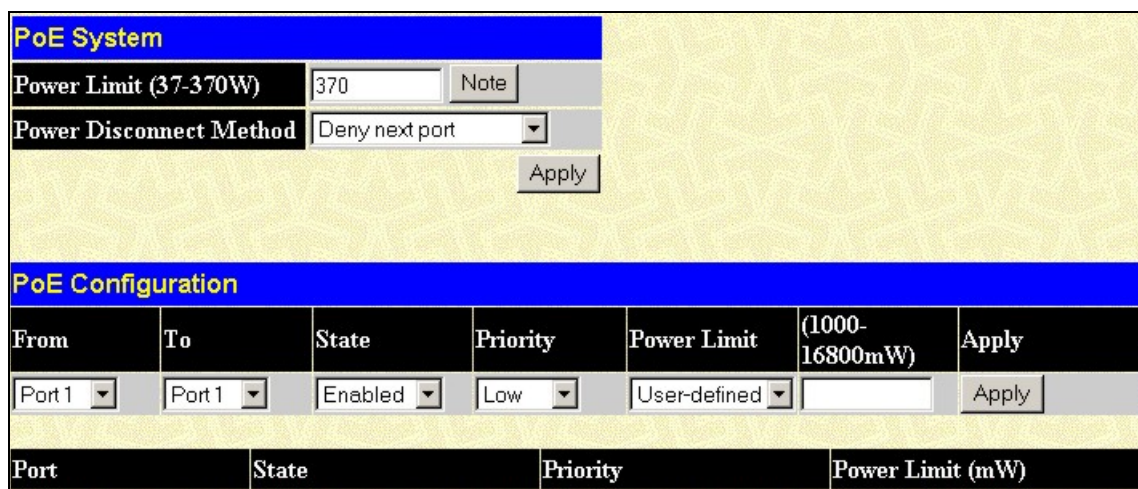 PoE System
Power Limit (37-370W) 370 Note
Power Disconnect Method Deny next port
Apply
PoE Configuration
From To State Priority Power Limit (1000-16800mW) Apply
Port 1 Port 1 Enabled Low User-defined Apply
Port State Priority Power Limit (mW)